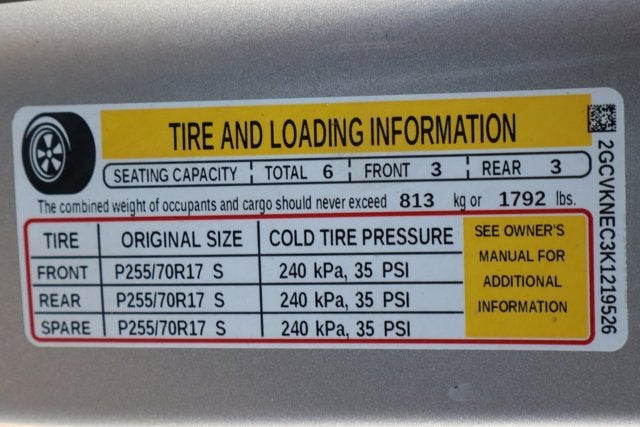 TIRE AND LOADING INFORMATION
SEATING CAPACITY TOTAL 6 FRONT 3 REAR 3
The combined weight of occupants and cargo should never exceed 813 kg or 1792 lbs.
TIRE ORIGINAL SIZE COLD TIRE PRESSURE
FRONT P255/70R17 S 240 kPa, 35 PSI
REAR P255/70R17 S 240 kPa, 35 PSI
SPARE P255/70R17 S 240 kPa, 35 PSI
SEE OWNER'S
MANUAL FOR
ADDITIONAL
INFORMATION
2GCVKNEC3K1219526